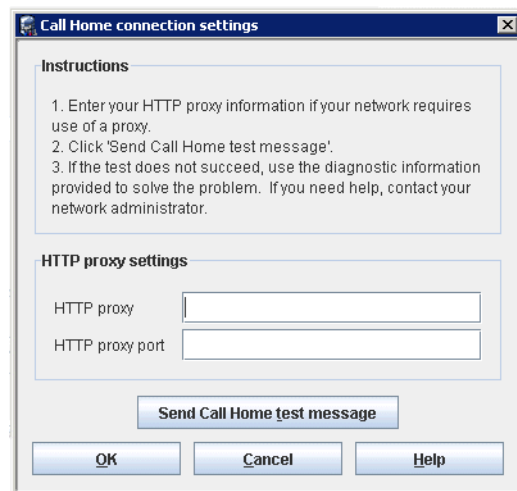 Call Home connection settings
Instructions
1. Enter your HTTP proxy information if your network requires
use of a proxy.
2. Click 'Send Call Home test message'.
3. If the test does not succeed, use the diagnostic information
provided to solve the problem. If you need help, contact your
network administrator.
HTTP proxy settings
HTTP proxy
HTTP proxy port
Send Call Home test message
OK
Cancel
Help